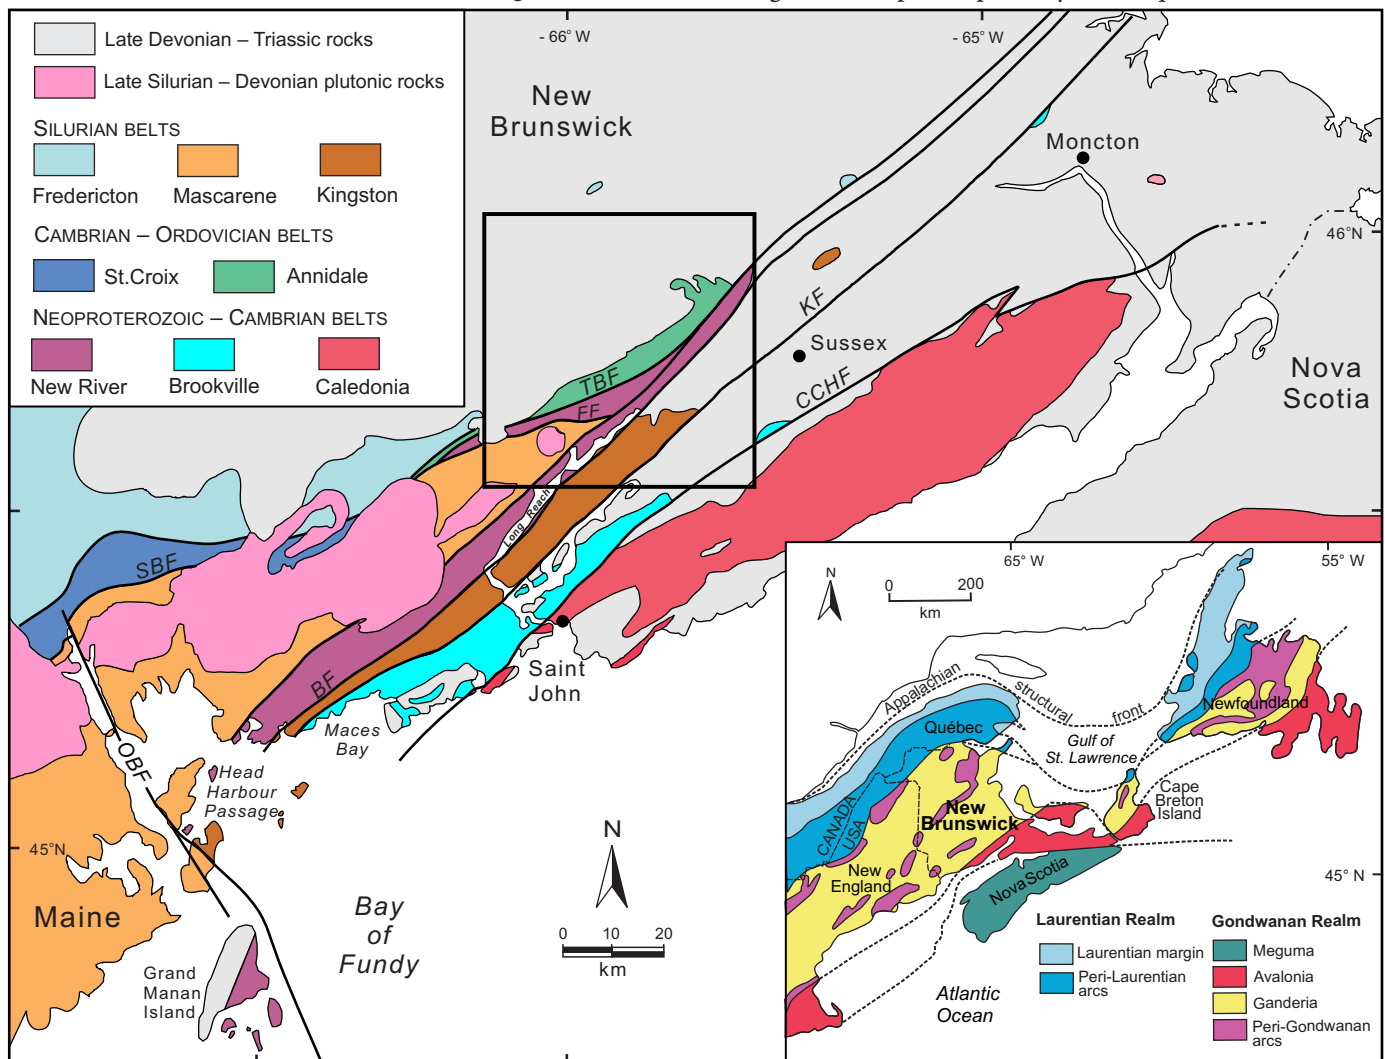 Late Devonian – Triassic rocks
Late Silurian – Devonian plutonic rocks
SILURIAN BELTS
Fredericton
Mascarene
Kingston
CAMBRIAN – ORDOVICIAN BELTS
St.Croix
Annidale
NEOPROTEROZOIC – CAMBRIAN BELTS
New River
Brookville
Caledonia
- 66° W
- 65° W
New
Brunswick
Moncton
46°N
KF
Sussex
CCHF
Nova
Scotia
TBF
FF
Long Reach
SBF
BF
Saint
John
Maces
Bay
OBF
Head
Harbour
Passage
45°N
Maine
Bay
of
Fundy
N
0 10 20
km
Grand
Manan
Island
65° W
55° W
N
0 200
km
Appalachian
structural
front
Québec
Newfoundland
Gulf of
St. Lawrence
Cape
Breton
Island
CANADA
USA
New
Brunswick
New
England
Nova Scotia
45° N
Atlantic
Ocean
Laurentian Realm
Laurentian margin
Peri-Laurentian
arcs
Gondwanan Realm
Meguma
Avalonia
Ganderia
Peri-Gondwanan
arcs